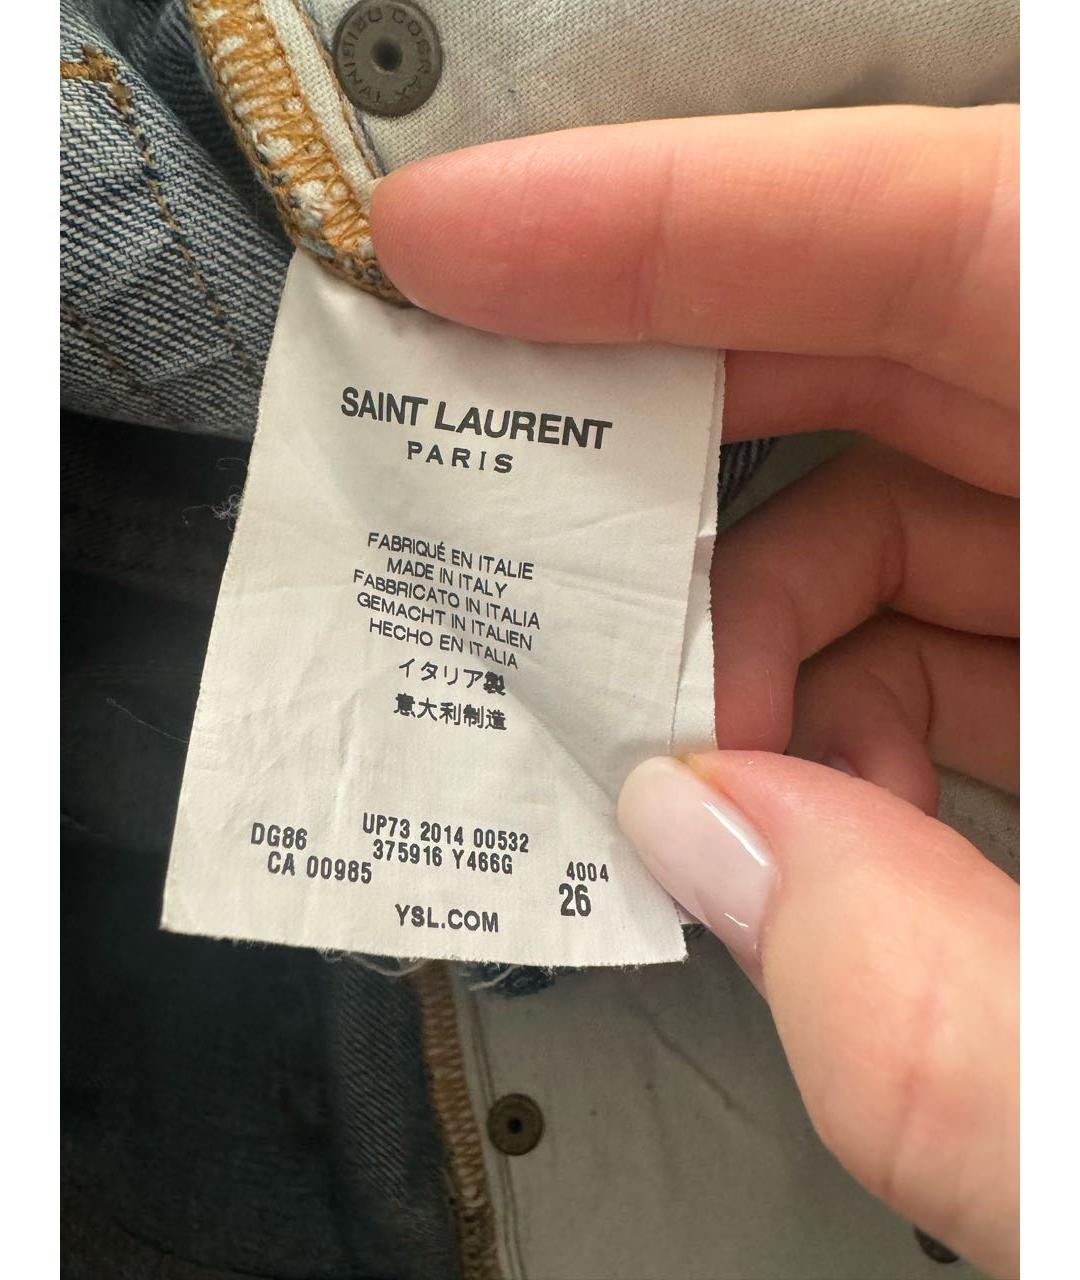 COBRAX
SAINT LAURENT
PARIS
FABRIQUÉ EN ITALIE
MADE IN ITALY
FABBRICATO IN ITALIA
GEMACHT IN ITALIEN
HECHO EN ITALIA
イタリア製
意大利制造
DG86 UP73 2014 00532
CA 00985 375916 Y466G 4004
26
YSL.COM